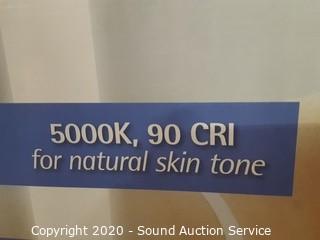 5000K, 90 CRI
for natural skin tone
Copyright 2020 - Sound Auction Service